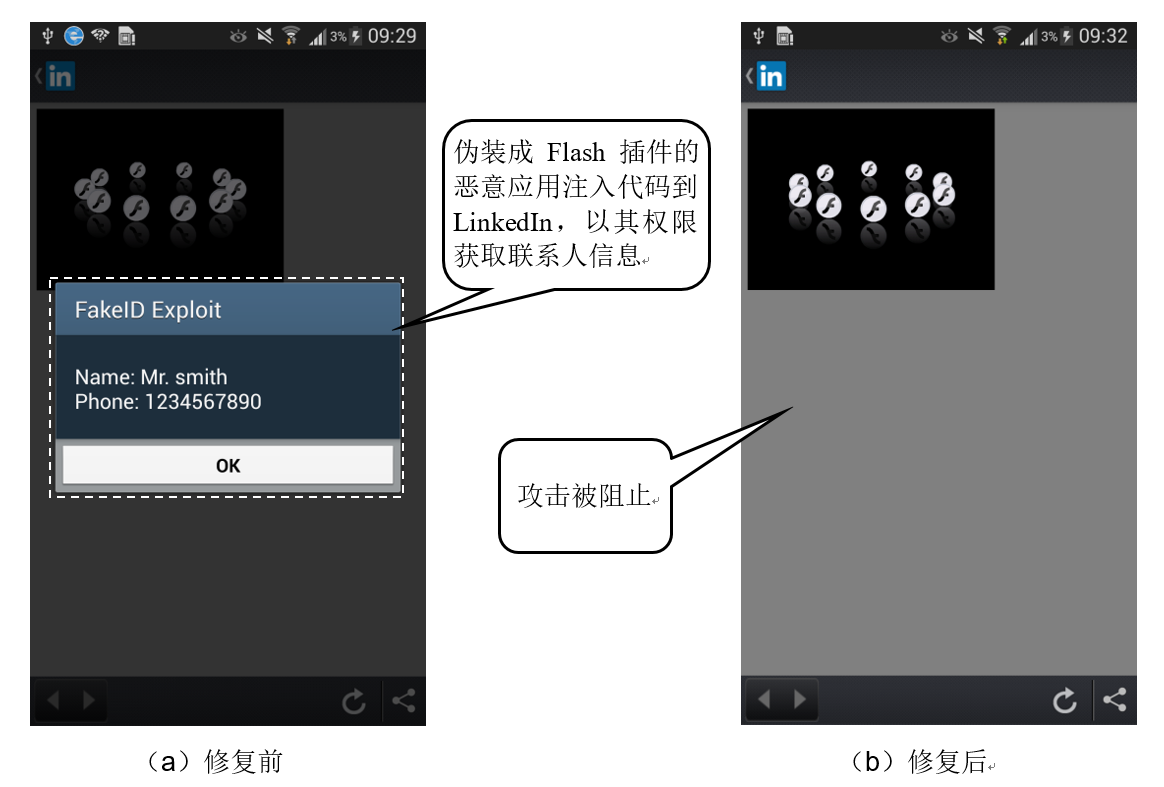 3% 09:29
in
伪装成 Flash 插件的
恶意应用注入代码到
LinkedIn，以其权限
获取联系人信息
FakeID Exploit
Name: Mr. smith
Phone: 1234567890
OK
3% 09:32
in
攻击被阻止
（a）修复前
（b）修复后